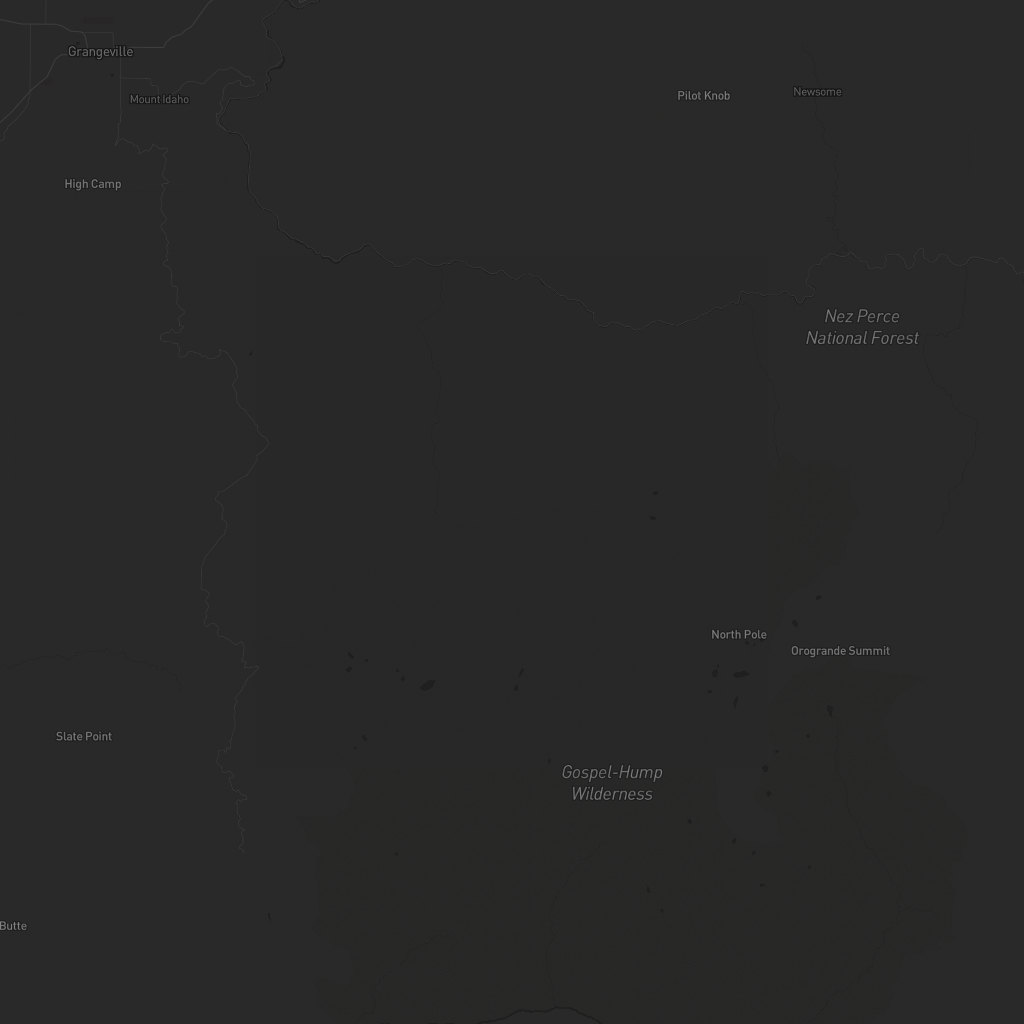 Grangeville
Pilot Knob
Newsome
Mount Idaho
High Camp
Nez Perce
National Forest
North Pole
Orogrande Summit
Slate Point
Gospel-Hump
Wilderness
Butte